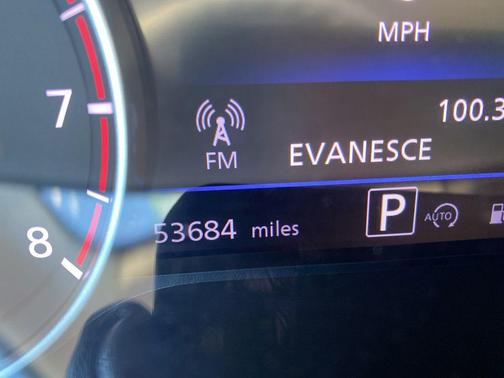 MPH
7
100.3
FM
EVANESCE
P
AUTO
53684 miles
8